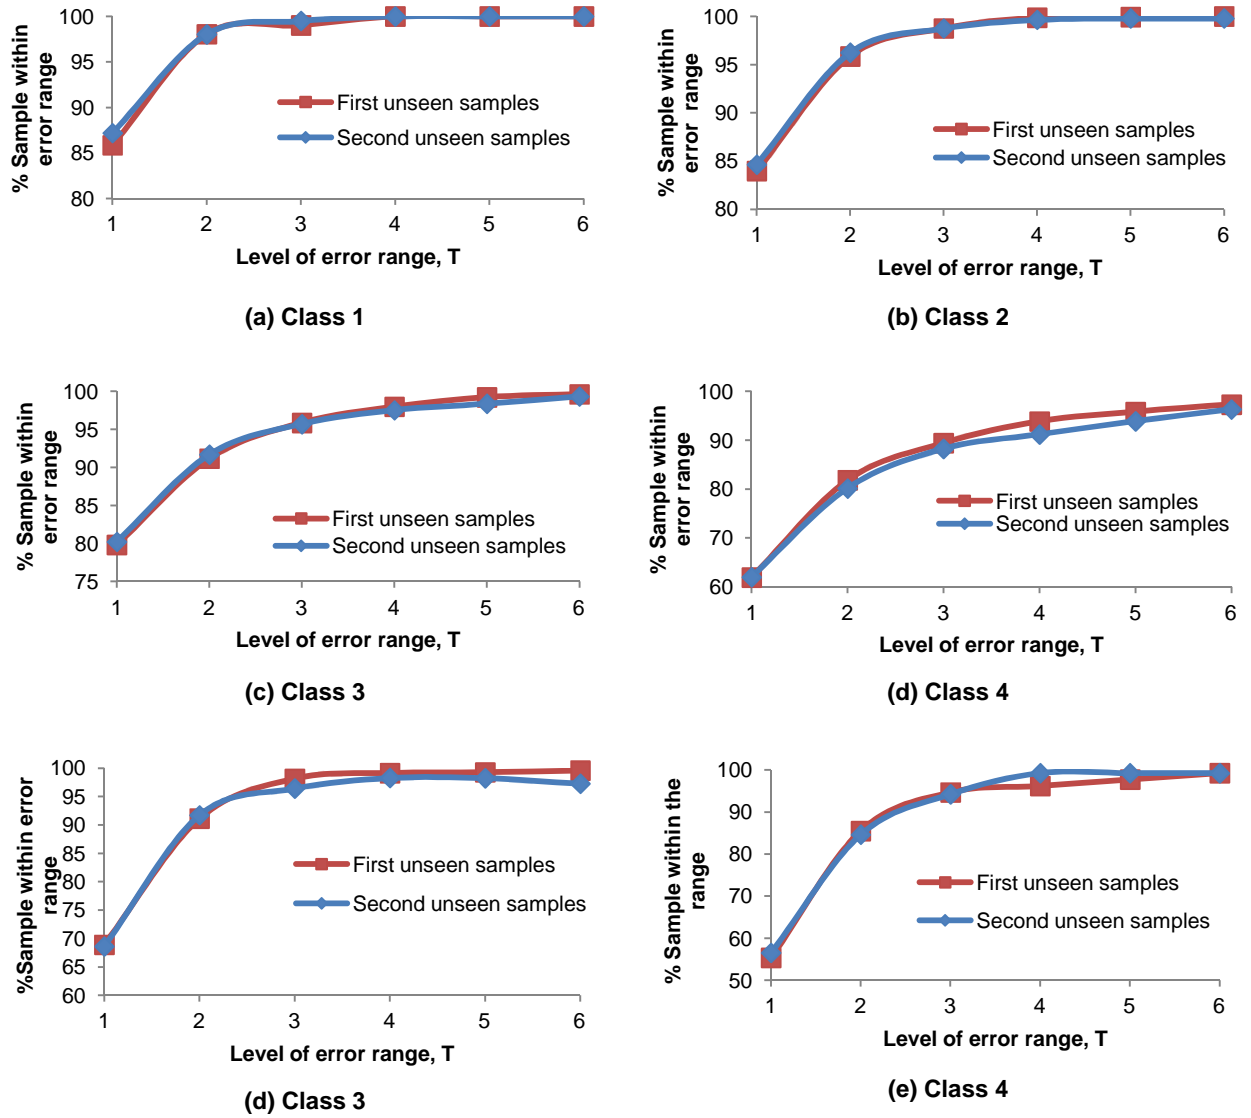 % Sample within
error range
100
95
90
85
80
1 2 3 4 5 6
First unseen samples
Second unseen samples
Level of error range, T
(a) Class 1
% Sample within
error range
100
95
90
85
80
1 2 3 4 5 6
First unseen samples
Second unseen samples
Level of error range, T
(b) Class 2
% Sample within
error range
100
95
90
85
80
75
1 2 3 4 5 6
First unseen samples
Second unseen samples
Level of error range, T
(c) Class 3
% Sample within
error range
100
90
80
70
60
1 2 3 4 5 6
First unseen samples
Second unseen samples
Level of error range, T
(d) Class 4
%Sample within error
range
100
95
90
85
80
75
70
65
60
1 2 3 4 5 6
First unseen samples
Second unseen samples
Level of error range, T
(d) Class 3
% Sample within the
range
100
90
80
70
60
50
1 2 3 4 5 6
First unseen samples
Second unseen samples
Level of error range, T
(e) Class 4